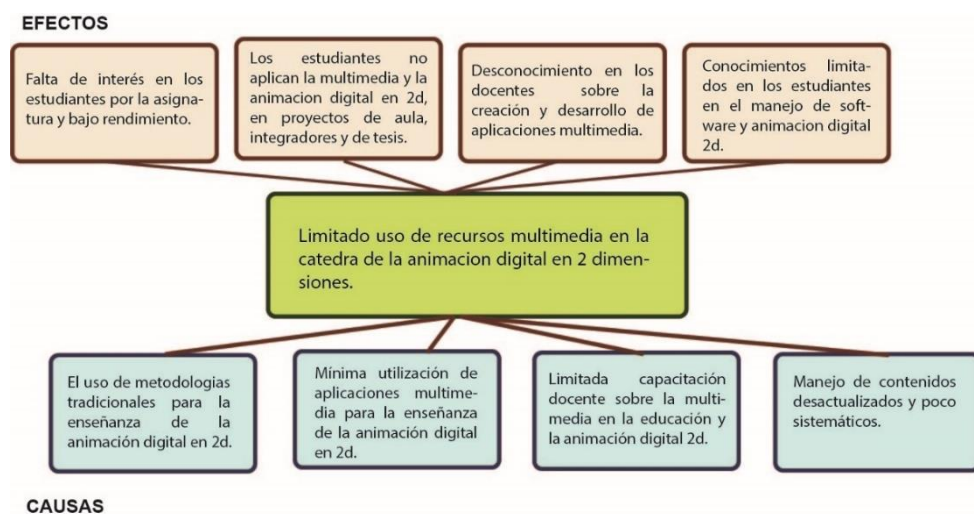 EFECTOS
Falta de interés en los
estudiantes por la asigna-
tura y bajo rendimiento.
Los estudiantes no
aplican la multimedia y la
animacion digital en 2d,
en proyectos de aula,
integradores y de tesis.
Desconocimiento en los
docentes sobre la
creación y desarrollo de
aplicaciones multimedia.
Conocimientos limita-
dos en los estudiantes
en el manejo de soft-
ware y animacion digital
2d.
Limitado uso de recursos multimedia en la
catedra de la animacion digital en 2 dimen-
siones.
El uso de metodologias
tradicionales para la
enseñanza de la
animación digital en 2d.
Mínima utilización de
aplicaciones multime-
dia para la enseñanza
de la animación digital
en 2d.
Limitada capacitación
docente sobre la multi-
media en la educación y
la animación digital 2d.
Manejo de contenidos
desactualizados y poco
sistemáticos.
CAUSAS